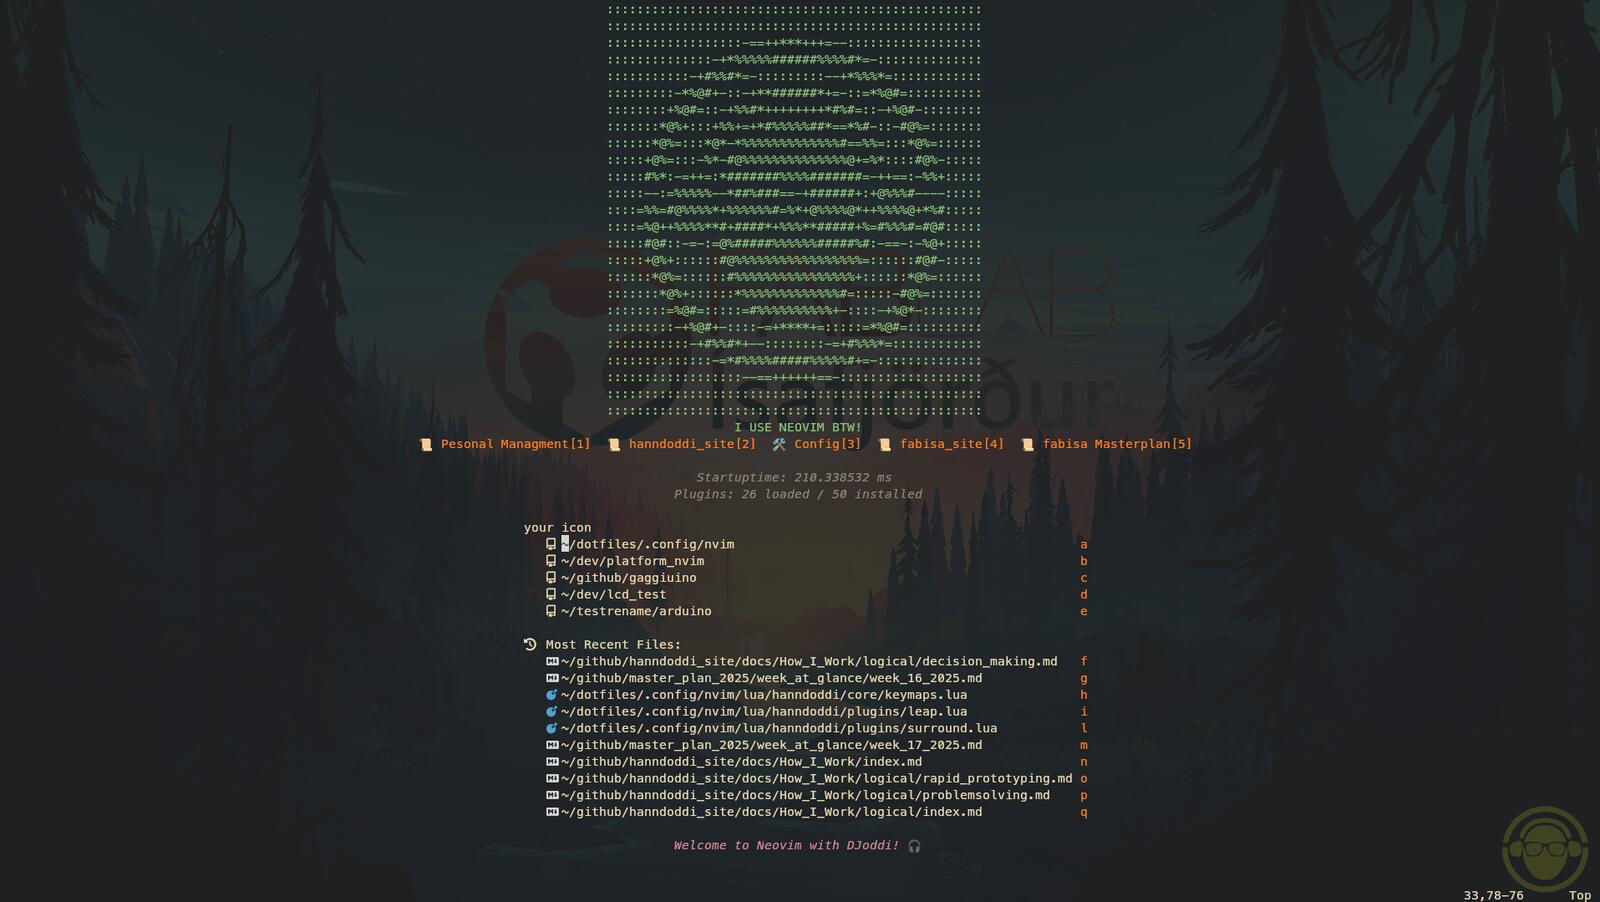 ::::::::::::::::::::::::::::::::::::::::::::::::::
::::::::::::::::::::::::::::::::::::::::::::::::::
::::::::::::::::::-==++***+++=--::::::::::::::::::
::::::::::::::-+*%%%%%######%%%%#*=-::::::::::::::
:::::::::::-+#%%#*=-:::::::::--+*%%%*=::::::::::::
:::::::::-*%@#+-::-+**######*+=-::=*%@#=::::::::::
::::::::+%@#=::-+%%#*++++++++*#%#=::-+%@#-::::::::
:::::::*@%+:::+%%+=+*#%%%%%##*==*%#-::-#@%=:::::::
::::::*@%=:::*@*-*%%%%%%%%%%%%%#==%%=:::*@%=::::::
:::::+@%=:::-%*-#@%%%%%%%%%%%%%%@+=%*::::#@%-:::::
:::::#%*:-=++=:*#######%%%%#######=-++==:-%%+:::::
:::::--:=%%%%%--*##%###==-+######+:+@%%%#----:::::
::::=%%=#@%%%%*+%%%%%%#=%*+@%%%%@*++%%%%@+*%#:::::
::::=%@++%%%%**#+####*+%%%**#####+%=#%%%#=#@#:::::
:::::#@#::-=-:=@%#####%%%%%%#####%#:-==-:-%@+:::::
:::::+@%+::::::#@%%%%%%%%%%%%%%%%%=::::::#@#-:::::
::::::*@%=::::::#%%%%%%%%%%%%%%%%+::::::*@%=::::::
:::::::*@%+::::::*%%%%%%%%%%%%%#=:::::-#@%=:::::::
::::::::=%@#=:::::=#%%%%%%%%%%+-::::-+%@*-::::::::
:::::::::-+%@#+-::::-=+****+=:::::=*%@#=::::::::::
:::::::::::-+#%%#*+--::::::::-=+#%%%*=::::::::::::
::::::::::::::-=*#%%%%#####%%%%%#+=-::::::::::::::
::::::::::::::::::--==++++++==-:::::::::::::::::::
::::::::::::::::::::::::::::::::::::::::::::::::::
::::::::::::::::::::::::::::::::::::::::::::::::::
Ísafjörður
I USE NEOVIM BTW!
📜 Pesonal Managment[1] 📜 hanndoddi_site[2] 🛠️ Config[3] 📜 fabisa_site[4] 📜 fabisa Masterplan[5]
Startuptime: 210.338532 ms
Plugins: 26 loaded / 50 installed
your icon
~/dotfiles/.config/nvim a
~/dev/platform_nvim b
~/github/gaggiuino c
~/dev/lcd_test d
~/testrename/arduino e
Most Recent Files:
~/github/hanndoddi_site/docs/How_I_Work/logical/decision_making.md f
~/github/master_plan_2025/week_at_glance/week_16_2025.md g
~/dotfiles/.config/nvim/lua/hanndoddi/core/keymaps.lua h
~/dotfiles/.config/nvim/lua/hanndoddi/plugins/leap.lua i
~/dotfiles/.config/nvim/lua/hanndoddi/plugins/surround.lua l
~/github/master_plan_2025/week_at_glance/week_17_2025.md m
~/github/hanndoddi_site/docs/How_I_Work/index.md n
~/github/hanndoddi_site/docs/How_I_Work/logical/rapid_prototyping.md o
~/github/hanndoddi_site/docs/How_I_Work/logical/problemsolving.md p
~/github/hanndoddi_site/docs/How_I_Work/logical/index.md q
Welcome to Neovim with DJoddi! 🎧
33,78-76 Top